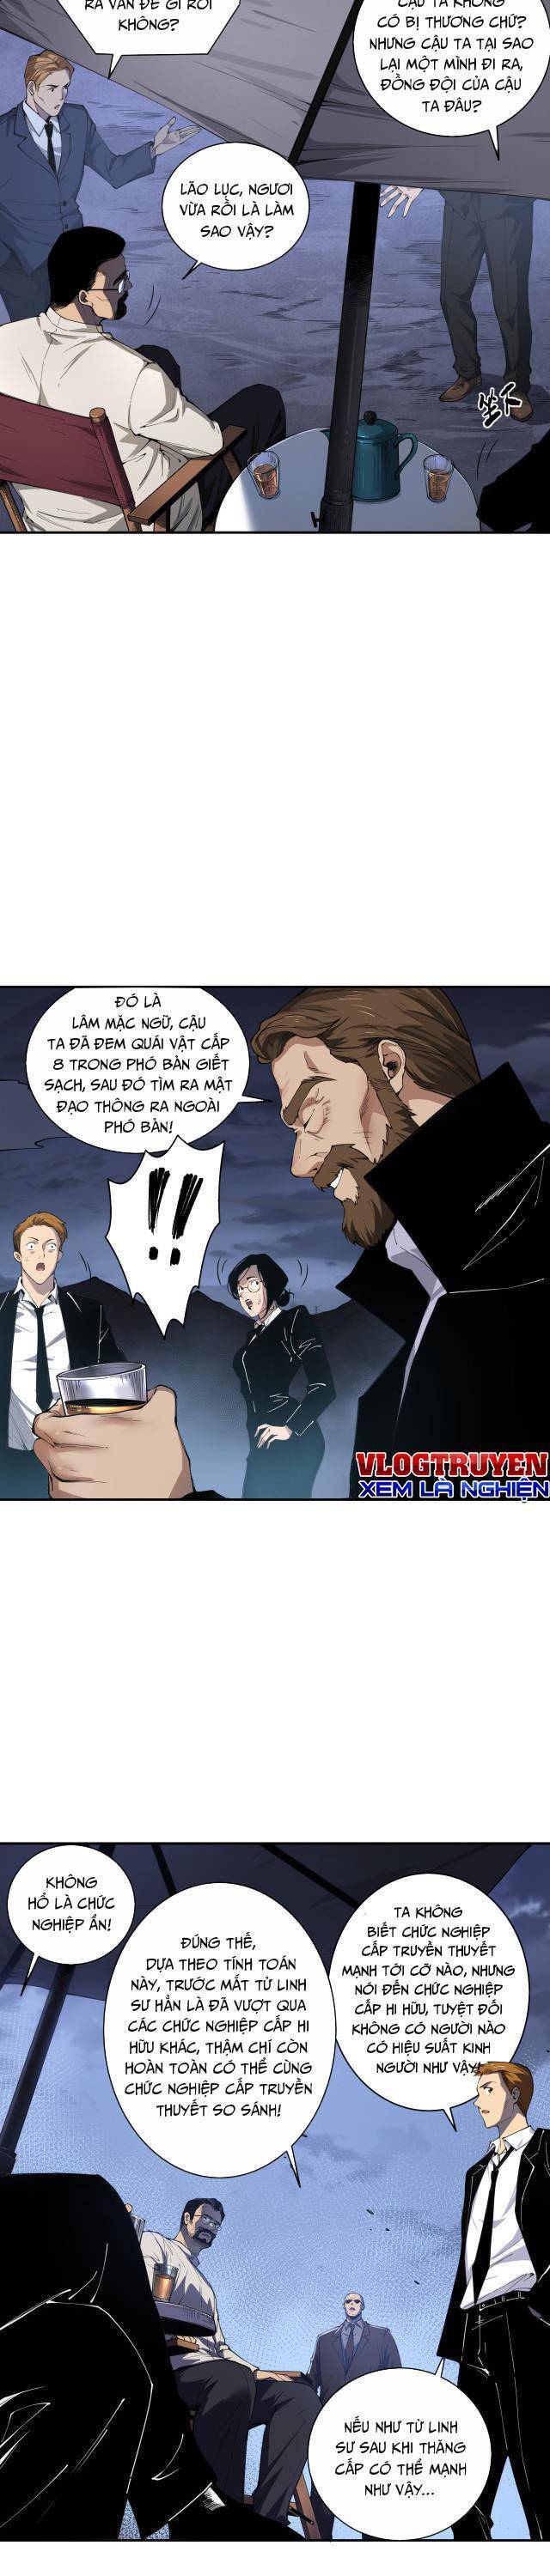 RA VẤN ĐỀ GÌ RỒI
KHÔNG?
CẬU TA KHÔNG
CÓ BỊ THƯƠNG CHỨ?
NHƯNG CẬU TA TẠI SAO
LẠI MỘT MÌNH ĐI RA,
ĐỒNG ĐỘI CỦA CẬU
TA ĐÂU?
LÃO LỤC, NGƯƠI
VỪA RỒI LÀ LÀM
SAO VẬY?
坐下
ĐÓ LÀ
LÂM MẶC NGỮ, CẬU
TA ĐÃ ĐEM QUÁI VẬT CẤP
8 TRONG PHÓ BẢN GIẾT
SẠCH, SAU ĐÓ TÌM RA MẬT
ĐẠO THÔNG RA NGOÀI
PHÓ BẢN!
!!
VLOGTRUYEN
XEM LÀ NGHIỆN
KHÔNG
HỔ LÀ CHỨC
NGHIỆP ẨN!
ĐÚNG THẾ,
DỰA THEO TÍNH TOÁN
NÀY, TRƯỚC MẮT TỬ LINH
SƯ HẲN LÀ ĐÃ VƯỢT QUA
CÁC CHỨC NGHIỆP CẤP HI
HỮU KHÁC, THẬM CHÍ CÒN
HOÀN TOÀN CÓ THỂ CÙNG
CHỨC NGHIỆP CẤP TRUYỀN
THUYẾT SO SÁNH!
TA KHÔNG
BIẾT CHỨC NGHIỆP
CẤP TRUYỀN THUYẾT
MẠNH TỚI CỠ NÀO, NHƯNG
NÓI ĐẾN CHỨC NGHIỆP
CẤP HI HỮU, TUYỆT ĐỐI
KHÔNG CÓ NGƯỜI NÀO
CÓ HIỆU SUẤT KINH
NGƯỜI NHƯ VẬY!
NẾU NHƯ TỬ LINH
SƯ SAU KHI THĂNG
CẤP CÓ THỂ MẠNH
NHƯ VẬY...